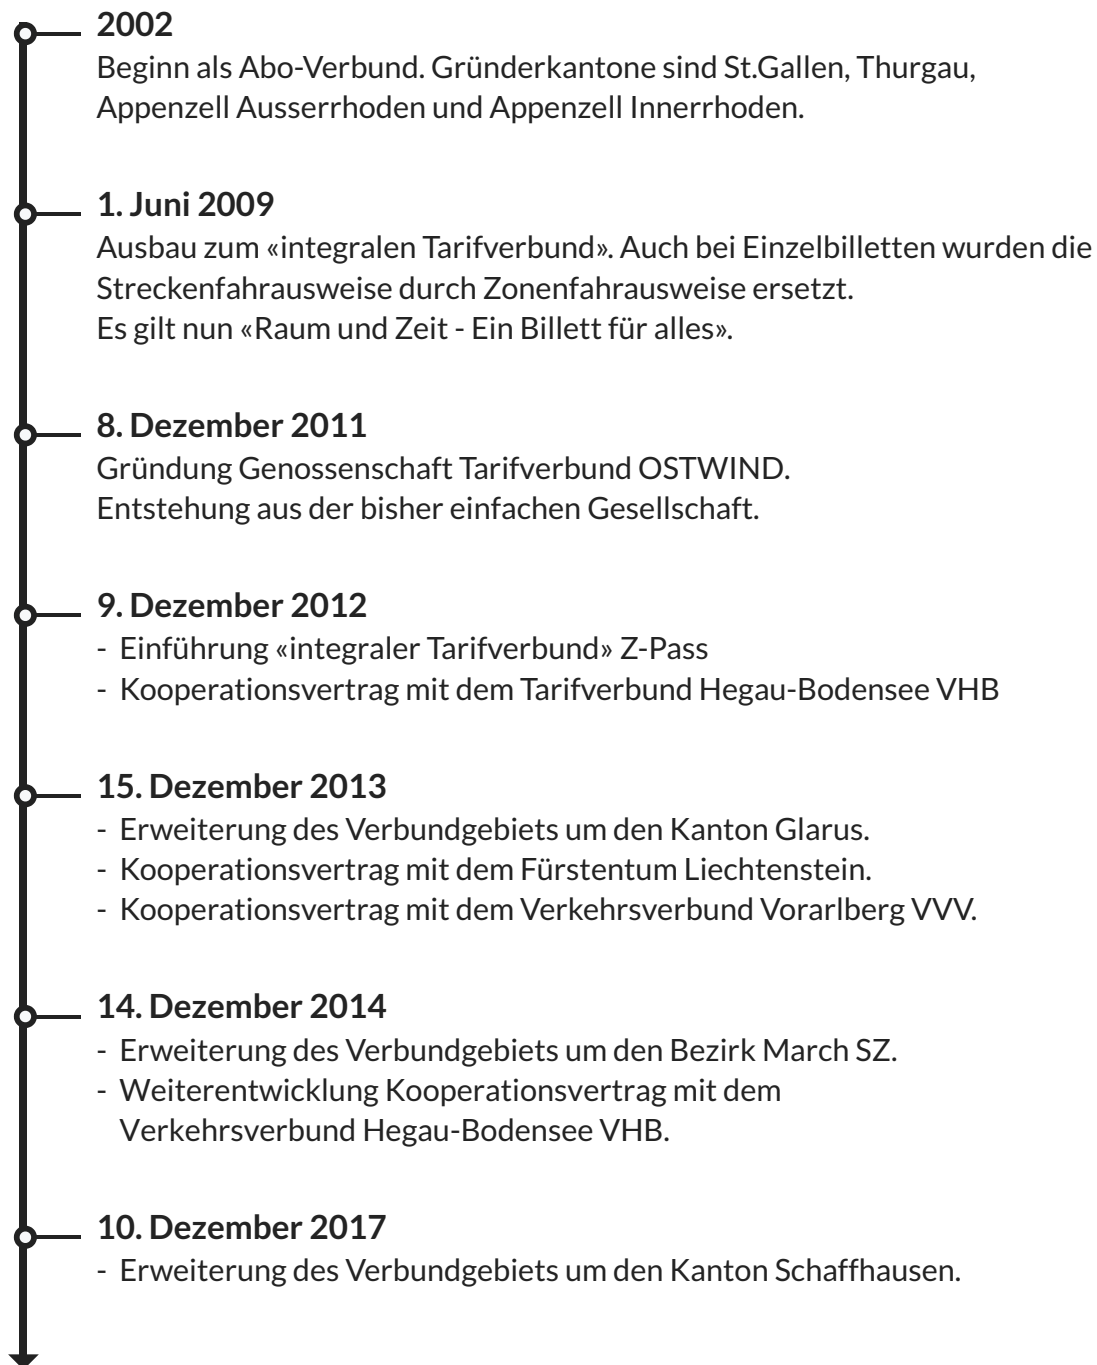 2002
Beginn als Abo-Verbund. Gründerkantone sind St.Gallen, Thurgau,
Appenzell Ausserrhoden und Appenzell Innerrhoden.
1. Juni 2009
Ausbau zum «integralen Tarifverbund». Auch bei Einzelbilletten wurden die
Streckenfahrausweise durch Zonenfahrausweise ersetzt.
Es gilt nun «Raum und Zeit - Ein Billett für alles».
8. Dezember 2011
Gründung Genossenschaft Tarifverbund OSTWIND.
Entstehung aus der bisher einfachen Gesellschaft.
9. Dezember 2012
- Einführung «integraler Tarifverbund» Z-Pass
- Kooperationsvertrag mit dem Tarifverbund Hegau-Bodensee VHB
15. Dezember 2013
- Erweiterung des Verbundgebiets um den Kanton Glarus.
- Kooperationsvertrag mit dem Fürstentum Liechtenstein.
- Kooperationsvertrag mit dem Verkehrsverbund Vorarlberg VVV.
14. Dezember 2014
- Erweiterung des Verbundgebiets um den Bezirk March SZ.
- Weiterentwicklung Kooperationsvertrag mit dem
Verkehrsverbund Hegau-Bodensee VHB.
10. Dezember 2017
- Erweiterung des Verbundgebiets um den Kanton Schaffhausen.